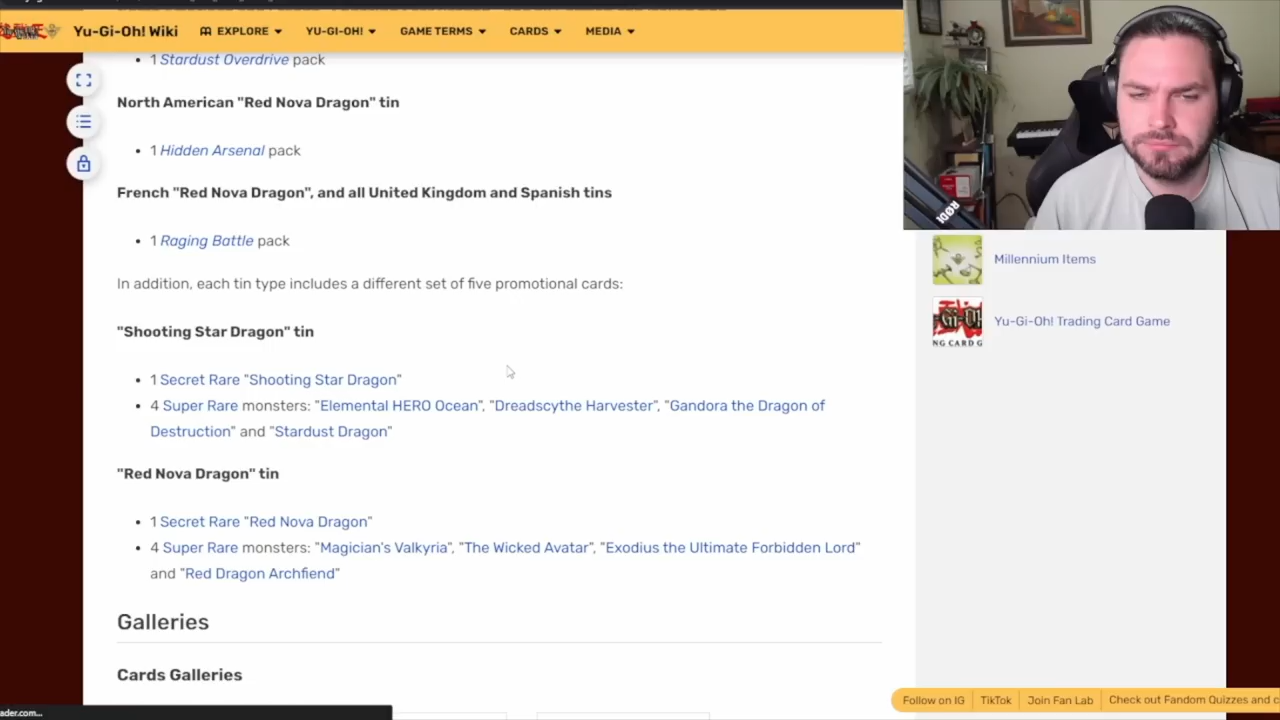 Yu-Gi-Oh! Wiki
EXPLORE
YU-GI-OH!
GAME TERMS
CARDS
MEDIA
• 1 Stardust Overdrive pack
North American "Red Nova Dragon" tin
• 1 Hidden Arsenal pack
French "Red Nova Dragon", and all United Kingdom and Spanish tins
• 1 Raging Battle pack
In addition, each tin type includes a different set of five promotional cards:
"Shooting Star Dragon" tin
• 1 Secret Rare "Shooting Star Dragon"
• 4 Super Rare monsters: "Elemental HERO Ocean", "Dreadscythe Harvester", "Gandora the Dragon of
Destruction" and "Stardust Dragon"
"Red Nova Dragon" tin
• 1 Secret Rare "Red Nova Dragon"
• 4 Super Rare monsters: "Magician's Valkyria", "The Wicked Avatar", "Exodius the Ultimate Forbidden Lord"
and "Red Dragon Archfiend"
Galleries
Cards Galleries
RØDE
Millennium Items
Yu-Gi-Oh! Trading Card Game
NG CARD G
Follow on IG
TikTok
Join Fan Lab
Check out Fandom Quizzes and c
ader.com...